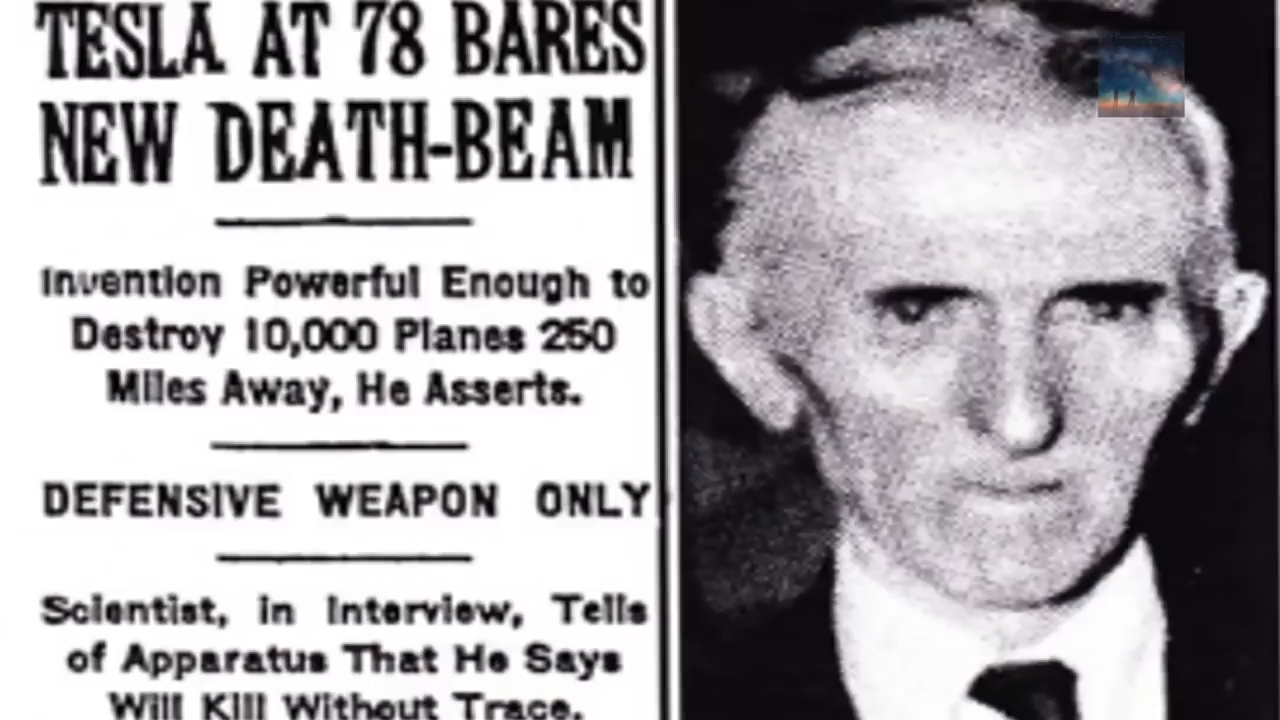 TESLA AT 78 BARES
NEW DEATH-BEAM
Invention Powerful Enough to
Destroy 10,000 Planes 250
Miles Away, He Asserts.
DEFENSIVE WEAPON ONLY
Scientist, in Interview, Tells
of Apparatus That He Says
Will Kill Without Trace.